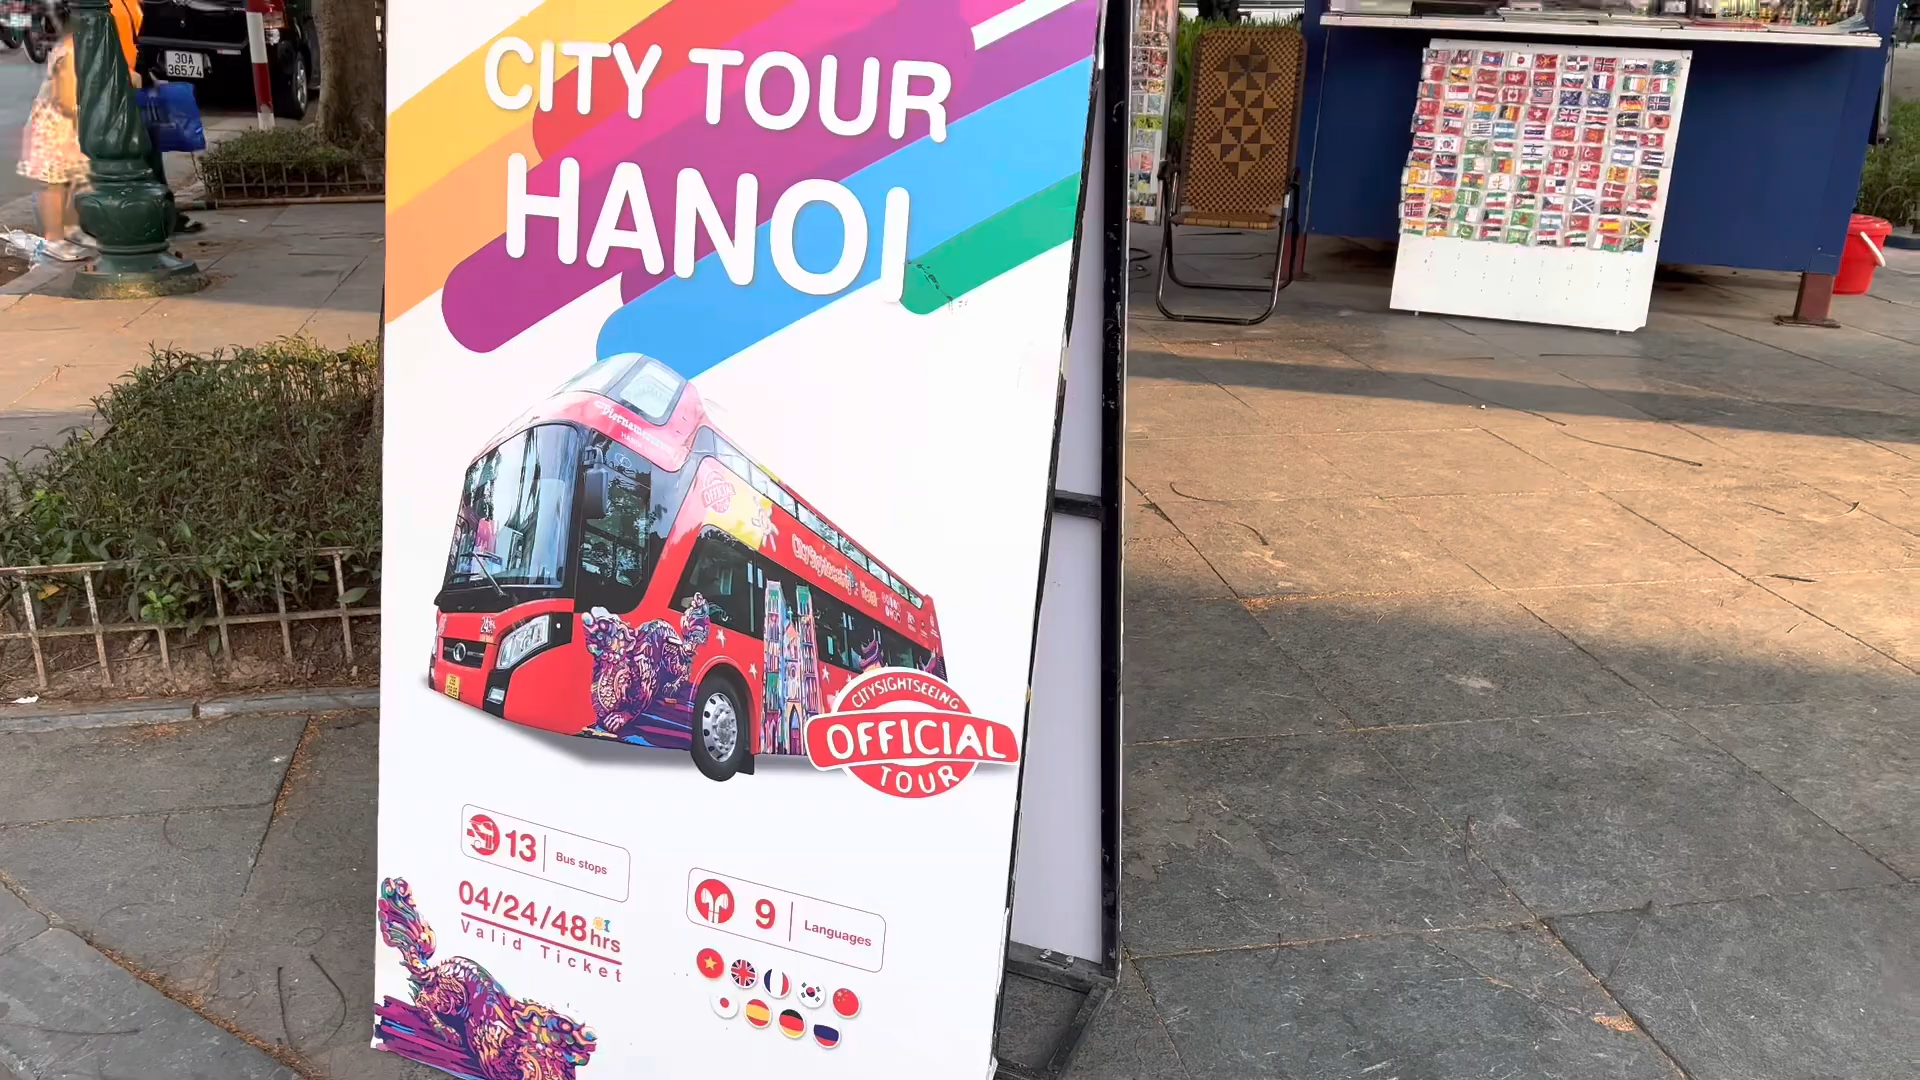 30A
365.74
CITY TOUR
HANOI
CITYSIGHTSEEING
OFFICIAL
TOUR
13 Bus stops
04/24/48hrs
Valid Ticket
9 Languages